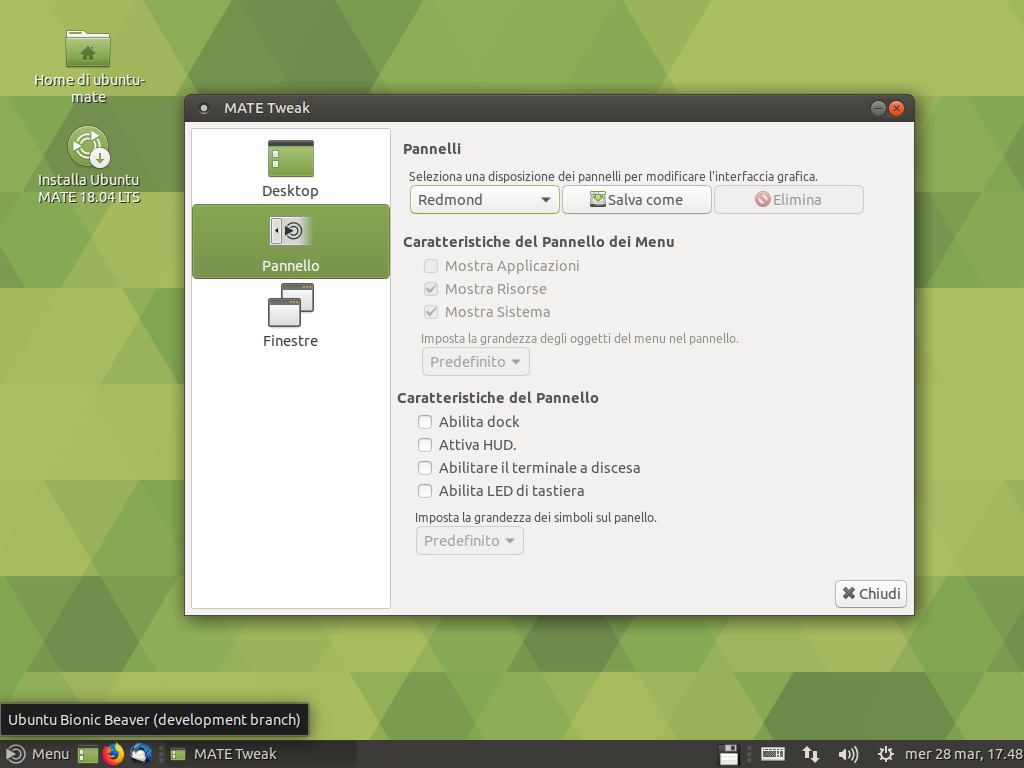 Home di ubuntu-
mate
Installa Ubuntu
MATE 18.04 LTS
MATE Tweak
Desktop
Pannello
Finestre
Pannelli
Seleziona una disposizione dei pannelli per modificare l'interfaccia grafica.
Redmond
Salva come
Elimina
Caratteristiche del Pannello dei Menu
Mostra Applicazioni
Mostra Risorse
Mostra Sistema
Imposta la grandezza degli oggetti del menu nel pannello.
Predefinito
Caratteristiche del Pannello
Abilita dock
Attiva HUD.
Abilitare il terminale a discesa
Abilita LED di tastiera
Imposta la grandezza dei simboli sul panello.
Predefinito
Chiudi
Ubuntu Bionic Beaver (development branch)
Menu
MATE Tweak
mer 28 mar, 17.48